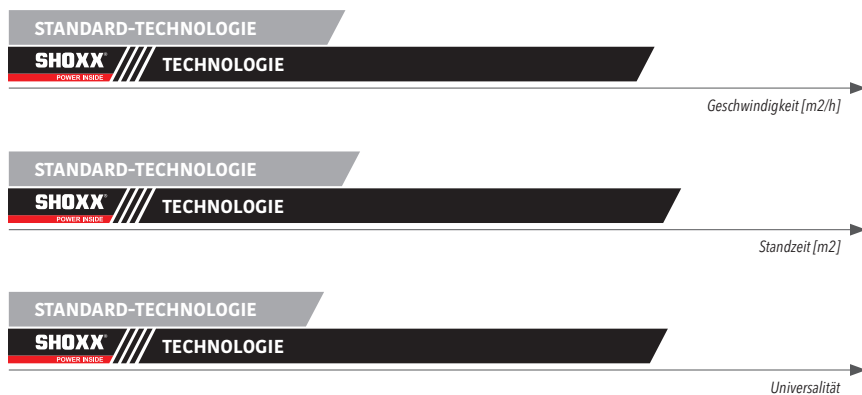 STANDARD-TECHNOLOGIE
SHOXX® TECHNOLOGIE
POWER INSIDE
Geschwindigkeit [m2/h]
STANDARD-TECHNOLOGIE
SHOXX® TECHNOLOGIE
POWER INSIDE
Standzeit [m2]
STANDARD-TECHNOLOGIE
SHOXX® TECHNOLOGIE
POWER INSIDE
Universalität